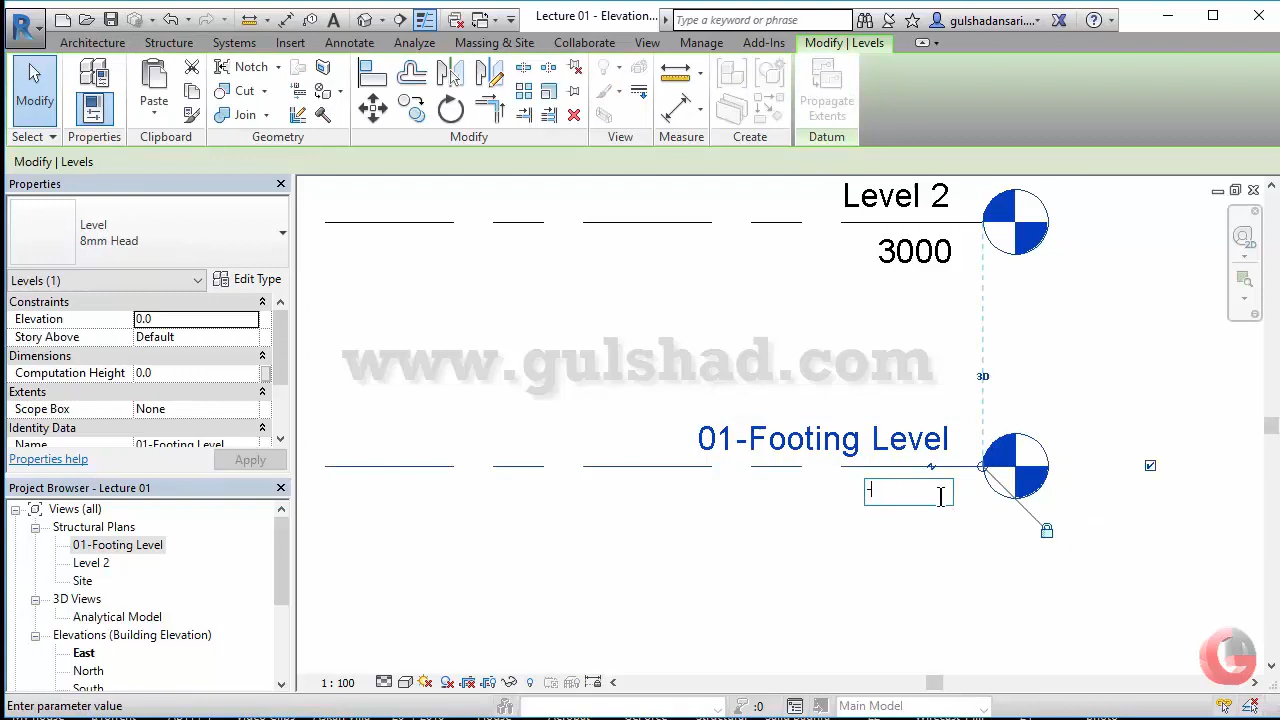 Lecture 01 - Elevation...
Type a keyword or phrase
gulshadansari....
Architecture Structure Systems Insert Annotate Analyze Massing & Site Collaborate View Manage Add-Ins Modify | Levels
Modify
Paste
Notch
Cut
Join
Propagate Extents
Select Properties Clipboard Geometry Modify View Measure Create Datum
Modify | Levels
Properties
Level
8mm Head
Levels (1)
Edit Type
Constraints
Elevation 0.0
Story Above Default
Dimensions
Computation Height 0.0
Extents
Scope Box None
Identity Data
Name 01-Footing Level
Properties help
Apply
Project Browser - Lecture 01
Views (all)
Structural Plans
01-Footing Level
Level 2
Site
3D Views
Analytical Model
Elevations (Building Elevation)
East
North
South
Level 2
3000
www.gulshad.com
3D
01-Footing Level
-
2D
1 : 100
Enter parameter value
:0
Main Model